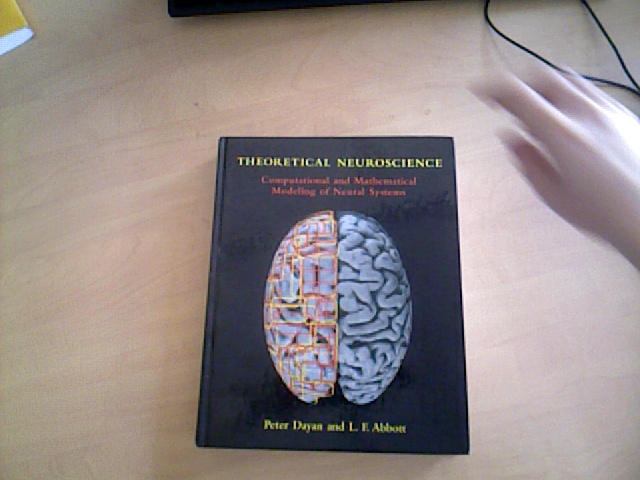 THEORETICAL NEUROSCIENCE
Computational and Mathematical
Modeling of Neural Systems
Peter Dayan and L. F. Abbott